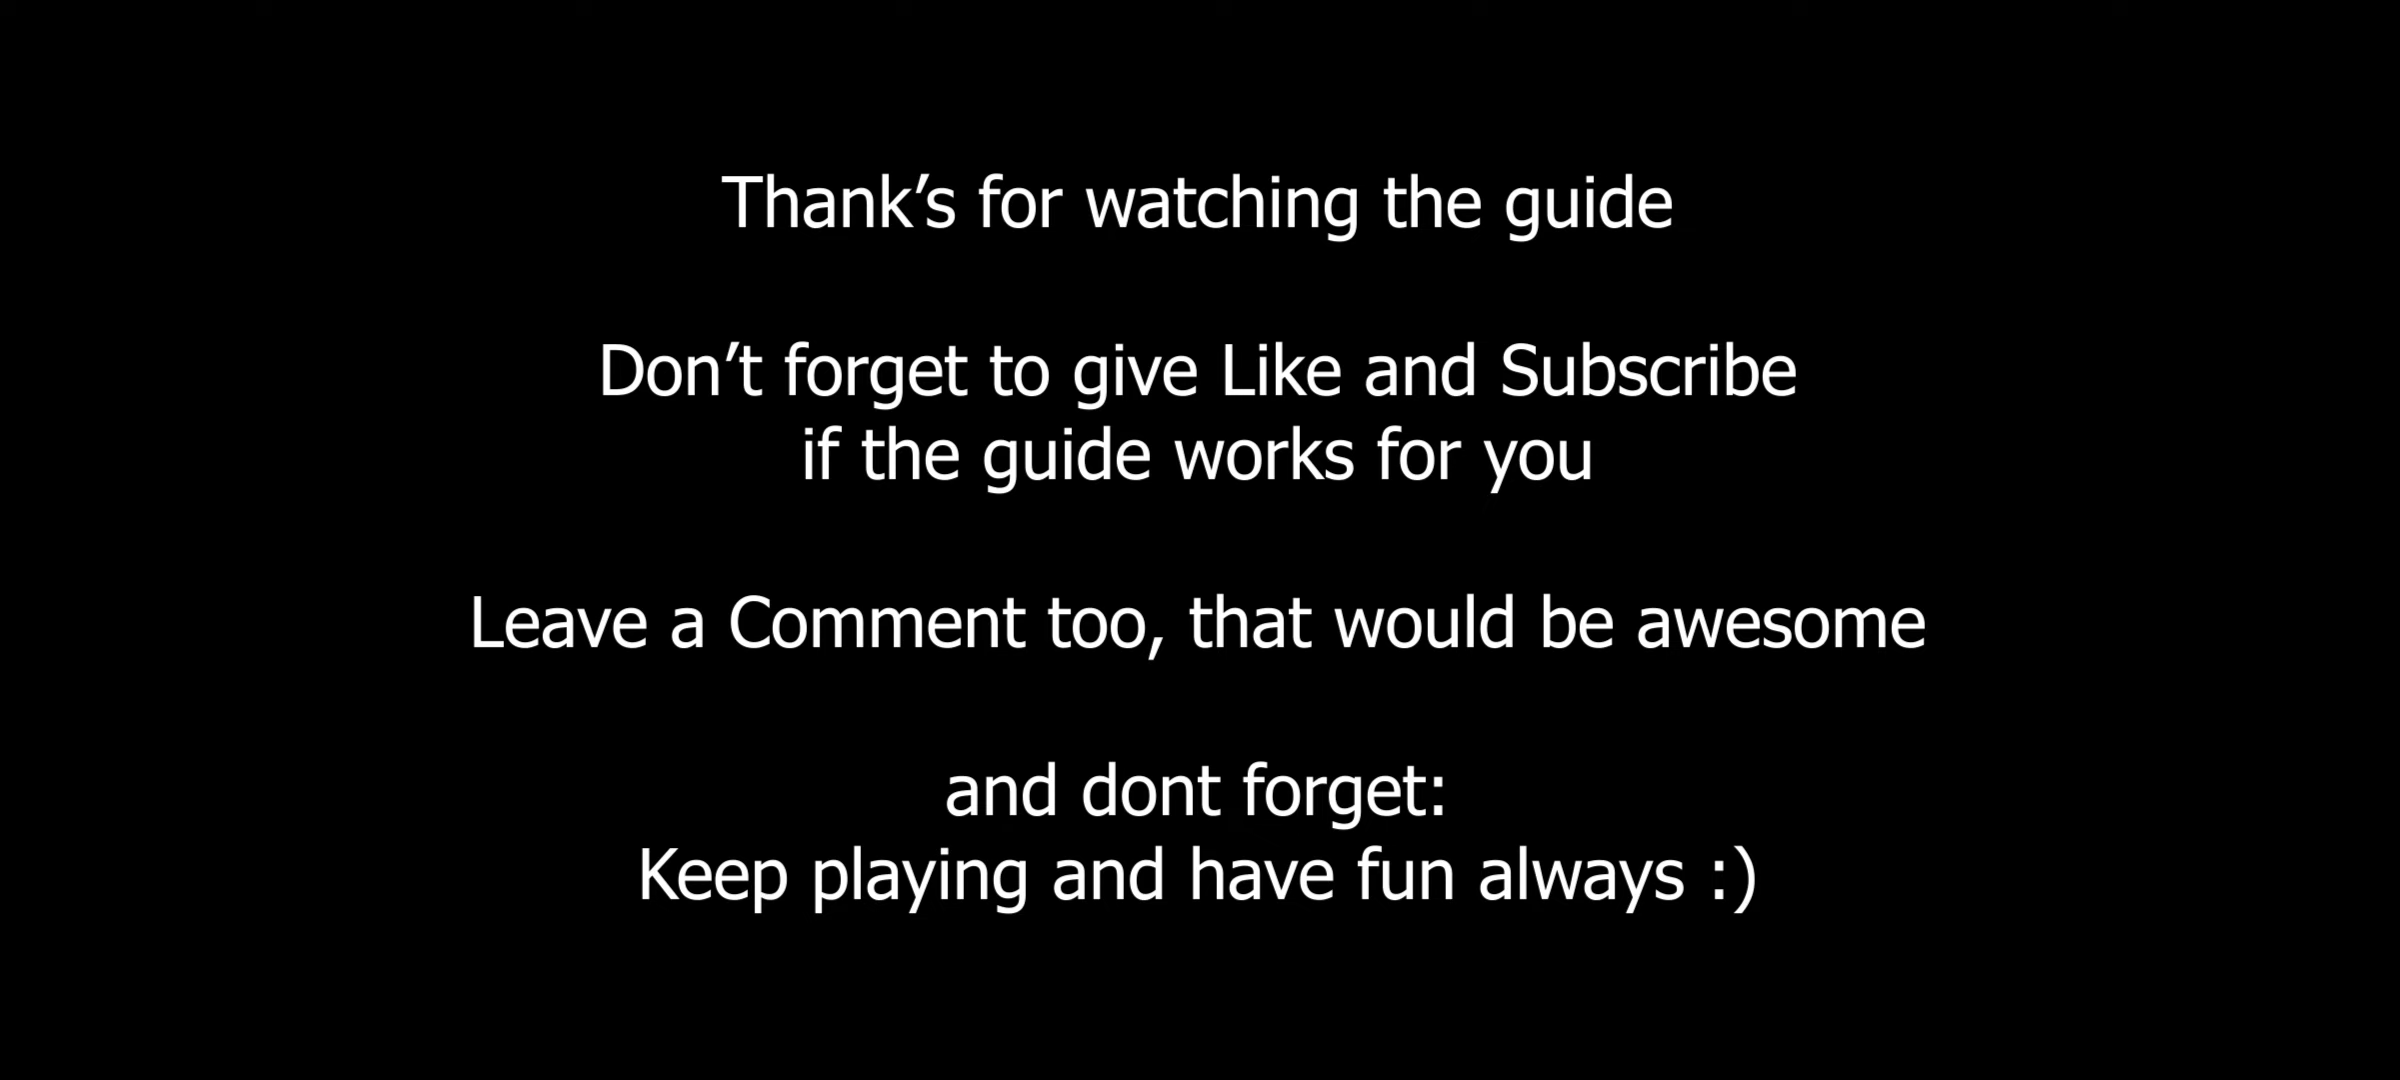 Thank’s for watching the guide
Don’t forget to give Like and Subscribe
if the guide works for you
Leave a Comment too, that would be awesome
and dont forget:
Keep playing and have fun always :)